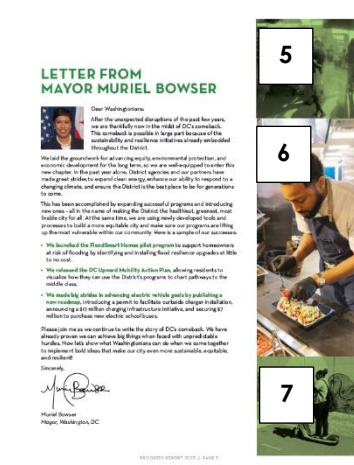 5
LETTER FROM
MAYOR MURIEL BOWSER
Dear Washingtonians:
After the unexpected disruptions of the past few years,
we are thankfully now in the midst of DC's comeback.
This comeback is possible in large part because of the
sustainability and resilience initiatives already embedded
throughout the District.
We laid the groundwork for advancing equity, environmental protection, and
economic development for the long term, so we are well-equipped to enter this
new chapter. In the past year alone, District agencies and our partners have
made great strides to expand clean energy, enhance our ability to respond to a
changing climate, and ensure the District is the best place to be for generations
to come.
This has been accomplished by expanding successful programs and introducing
new ones - all in the name of making the District the healthiest, greenest, most
livable city for all. At the same time, we are using newly developed tools and
processes to build a more equitable city and make sure our programs are lifting
up the most vulnerable within our community. Here is a sample of our successes:
• We launched the FloodSmart Homes pilot program to support homeowners
at risk of flooding by identifying and installing flood resilience upgrades at little
to no cost.
• We released the DC Upward Mobility Action Plan, allowing residents to
visualize how they can use the District's programs to chart pathways to the
middle class.
• We made big strides in advancing electric vehicle goals by publishing a
new roadmap, introducing a permit to facilitate curbside charger installation,
announcing a $17 million charging infrastructure initiative, and securing $7
million to purchase new electric school buses.
Please join me as we continue to write the story of DC's comeback. We have
already proven we can achieve big things when faced with unpredictable
hurdles. Now let's show what Washingtonians can do when we come together
to implement bold ideas that make our city even more sustainable, equitable,
and resilient!
Sincerely,
Muriel Bowser
Mayor, Washington, DC
6
7
PROGRESS REPORT 2022 | PAGE 3